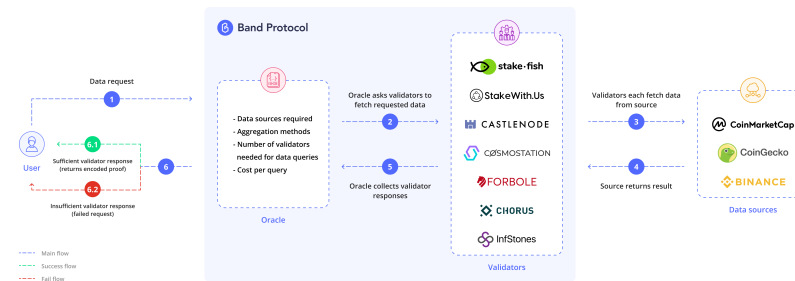 Band Protocol
Data request
1
User
6.1
Sufficient validator response
(returns encoded proof)
6.2
Insufficient validator response
(failed request)
6
- Data sources required
- Aggregation methods
- Number of validators
needed for data queries
- Cost per query
Oracle
Oracle asks validators to
fetch requested data
2
5
Oracle collects validator
responses
stake·fish
StakeWith.Us
CASTLENODE
CØSMOSTATION
FORBOLE
CHORUS
InfStones
Validators
Validators each fetch data
from source
3
4
Source returns result
CoinMarketCap
CoinGecko
BINANCE
Data sources
Main flow
Success flow
Fail flow